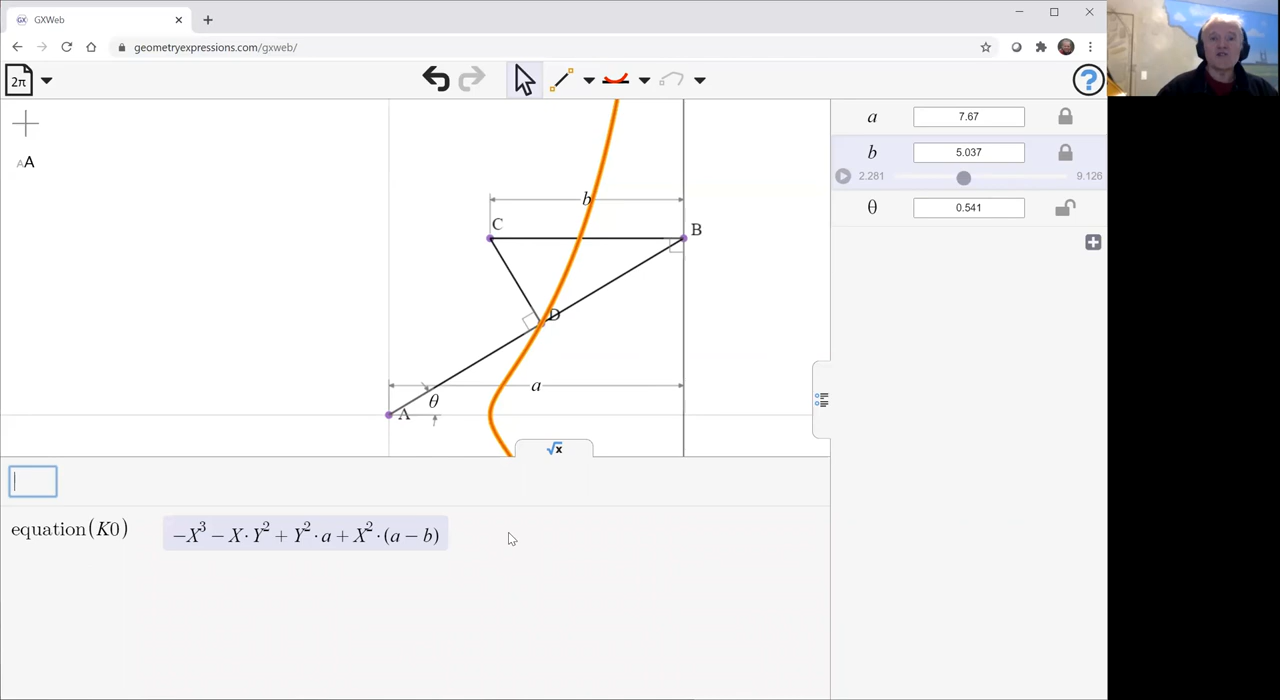 GXWeb
geometryexpressions.com/gxweb/
2π
?
AA
a 7.67
b 5.037
2.281 9.126
θ 0.541
b
C
B
D
a
θ
A
√x
equation(K0) −X³ − X·Y² + Y²·a + X²·(a − b)